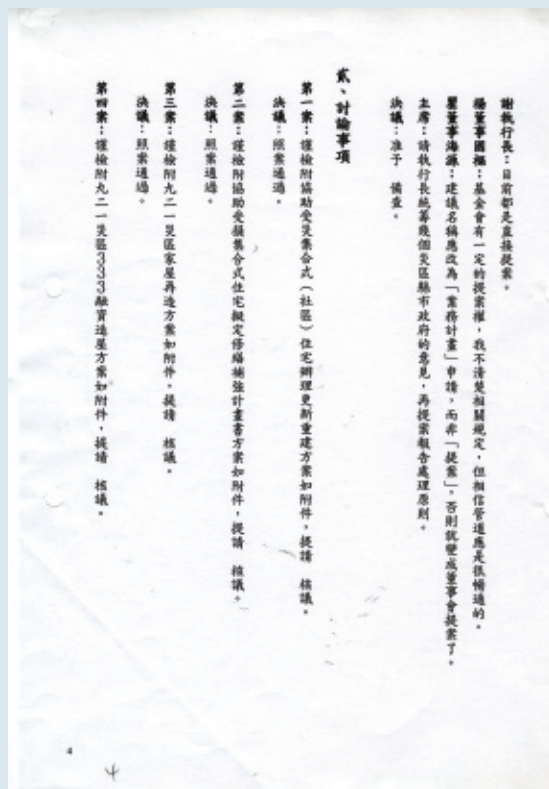 謝執行長：目前都是直接提案。
楊董事國樞：基金會有一定的提案權，我不清楚相關規定，但相信管道應是很暢通的。
瞿董事海源：建議名稱應改為「業務計畫」申請，而非「提案」，否則就變成董事會提案了。
主席：請執行長統籌幾個災區縣市政府的意見，再提案報告處理原則。
決議：准予　備查。
貳、討論事項
第一案：謹檢附協助受災集合式（社區）住宅辦理更新重建方案如附件，提請　核議。
決議：照案通過。
第二案：謹檢附協助受損集合式住宅擬定修繕補強計畫書方案如附件，提請　核議。
決議：照案通過。
第三案：謹檢附九二一災區家屋再造方案如附件，提請　核議。
決議：照案通過。
第四案：謹檢附九二一災區333融資造屋方案如附件，提請　核議。
4